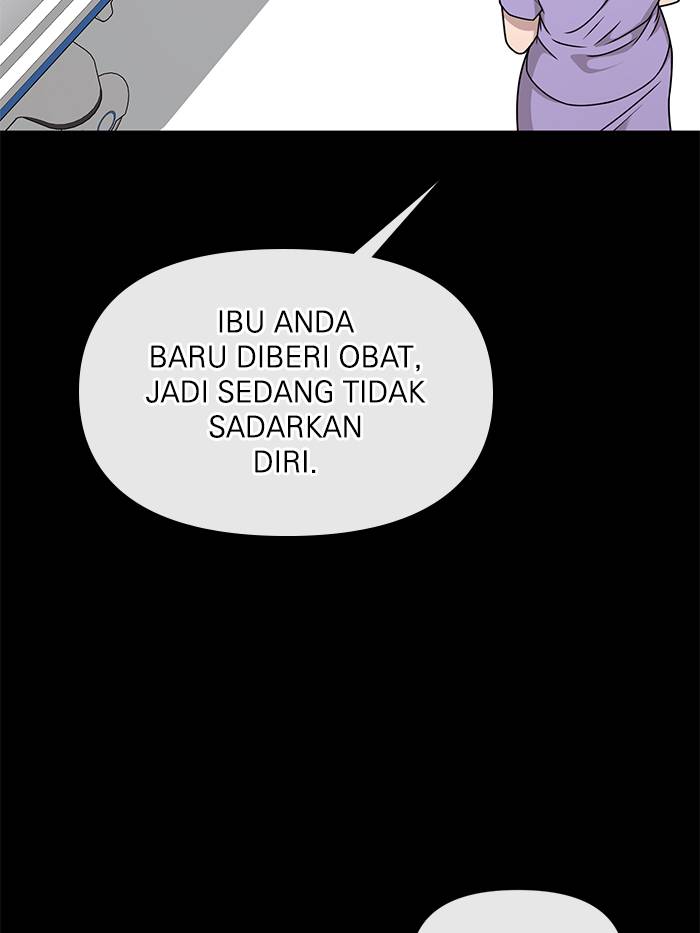 IBU ANDA
BARU DIBERI OBAT,
JADI SEDANG TIDAK
SADARKAN
DIRI.